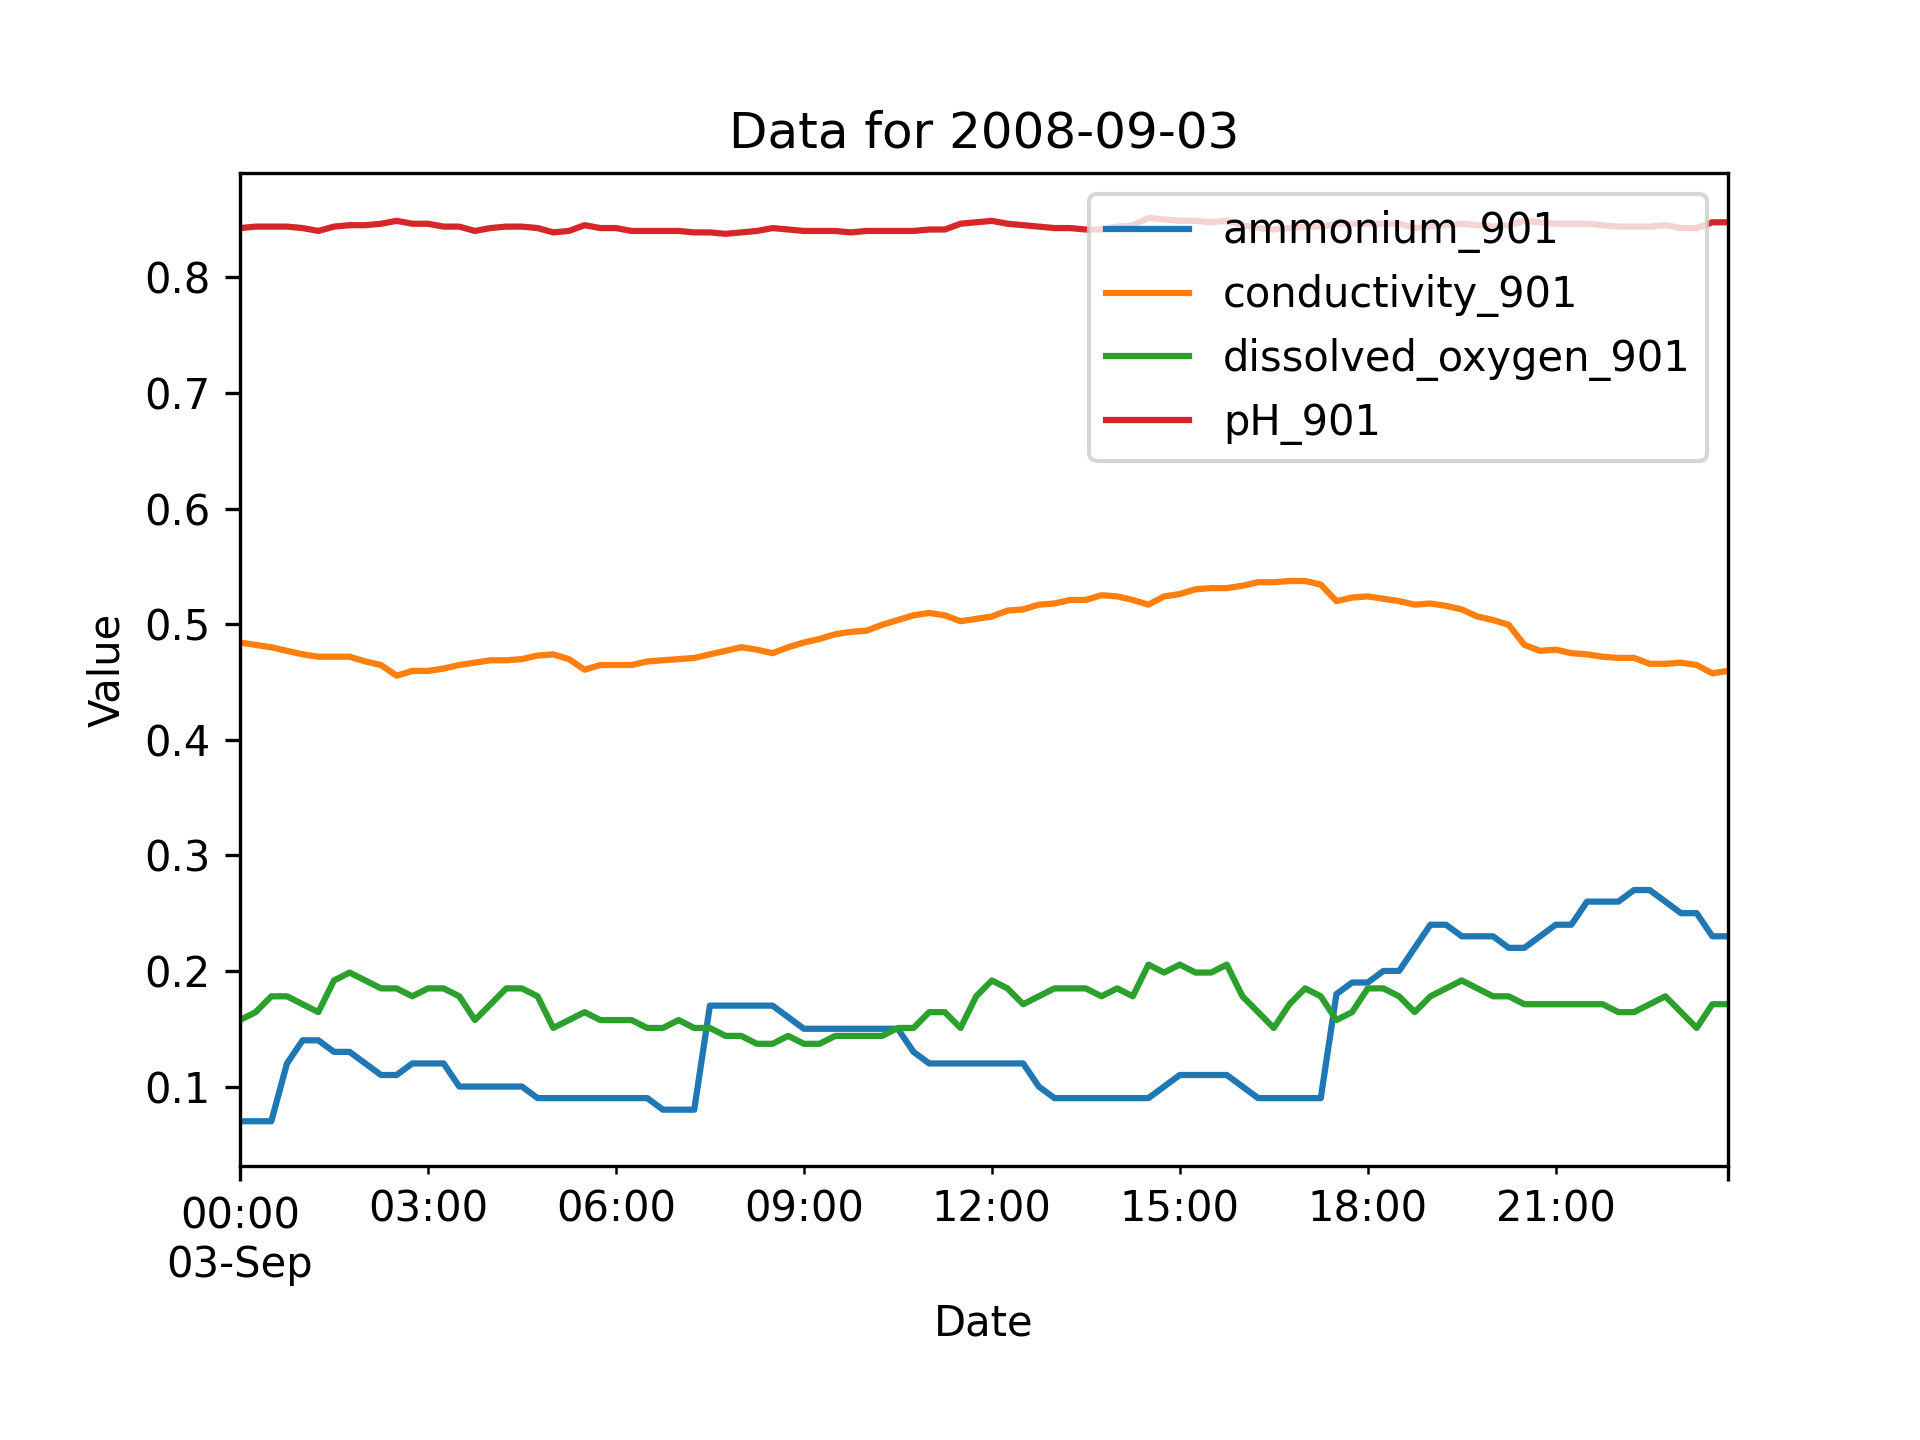 Data for 2008-09-03
ammonium_901
conductivity_901
dissolved_oxygen_901
pH_901
0.8
0.7
0.6
0.5
0.4
0.3
0.2
0.1
Value
00:00 03:00 06:00 09:00 12:00 15:00 18:00 21:00
03-Sep
Date